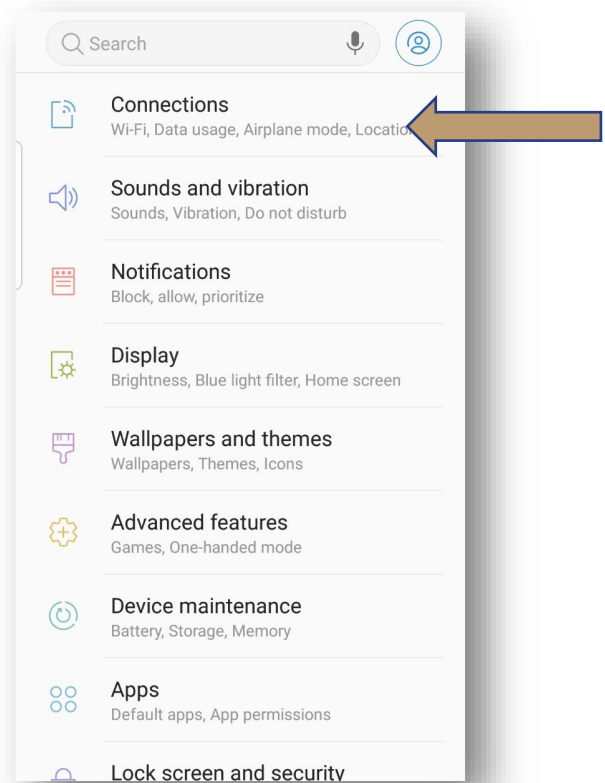 Search
Connections
Wi-Fi, Data usage, Airplane mode, Location
Sounds and vibration
Sounds, Vibration, Do not disturb
Notifications
Block, allow, prioritize
Display
Brightness, Blue light filter, Home screen
Wallpapers and themes
Wallpapers, Themes, Icons
Advanced features
Games, One-handed mode
Device maintenance
Battery, Storage, Memory
Apps
Default apps, App permissions
Lock screen and security